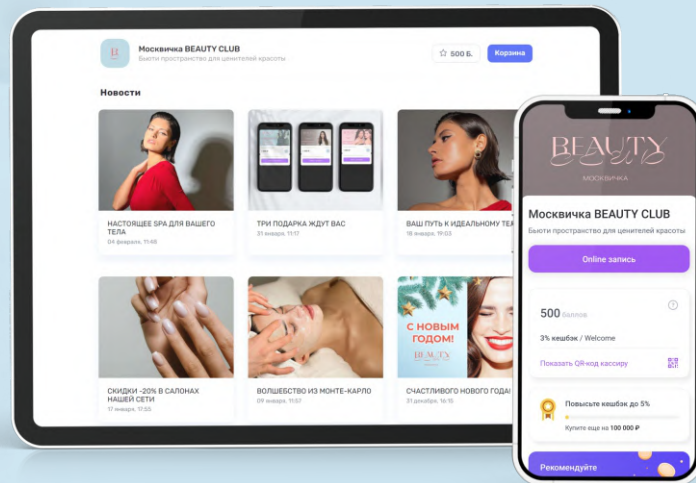 Москвичка BEAUTY CLUB
Бьюти пространство для ценителей красоты
500 Б.
Корзина
Новости
НАСТОЯЩЕЕ SPA ДЛЯ ВАШЕГО
ТЕЛА
04 февраля, 11:48
ТРИ ПОДАРКА ЖДУТ ВАС
31 января, 11:17
ВАШ ПУТЬ К ИДЕАЛЬНОМУ
18 января, 19:03
С НОВЫМ
ГОДОМ!
BEAUTY
СКИДКИ -20% В САЛОНАХ
НАШЕЙ СЕТИ
17 января, 17:55
ВОЛШЕБСТВО ИЗ МОНТЕ-КАРЛО
09 января, 11:57
СЧАСТЛИВОГО НОВОГО ГОДА!
31 декабря, 16:15
BEAUTY
CLUB
МОСКВИЧКА
Москвичка BEAUTY CLUB
Бьюти пространство для ценителей красоты
Online запись
500 баллов
3% кешбэк / Welcome
Показать QR-код кассиру
Повысьте кешбэк до 5%
Купите еще на 100 000 ₽
Рекомендуйте